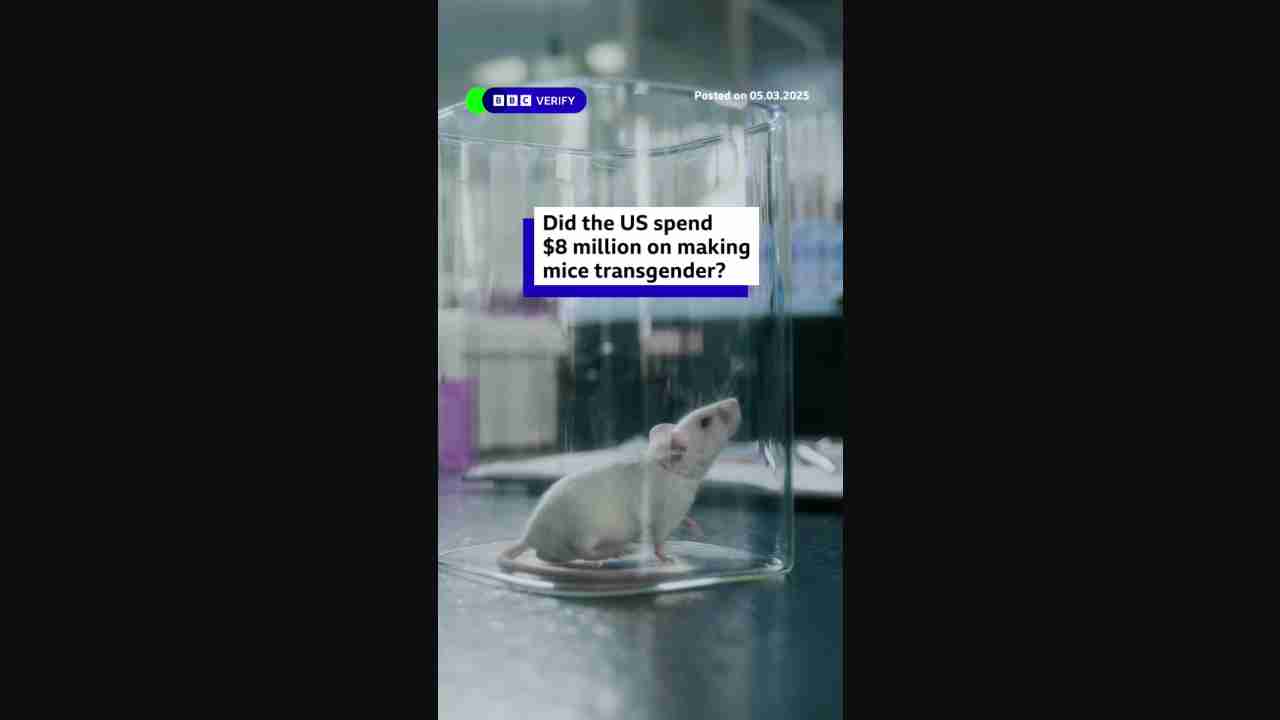 BBC VERIFY
Posted on 05.03.2025
Did the US spend
$8 million on making
mice transgender?